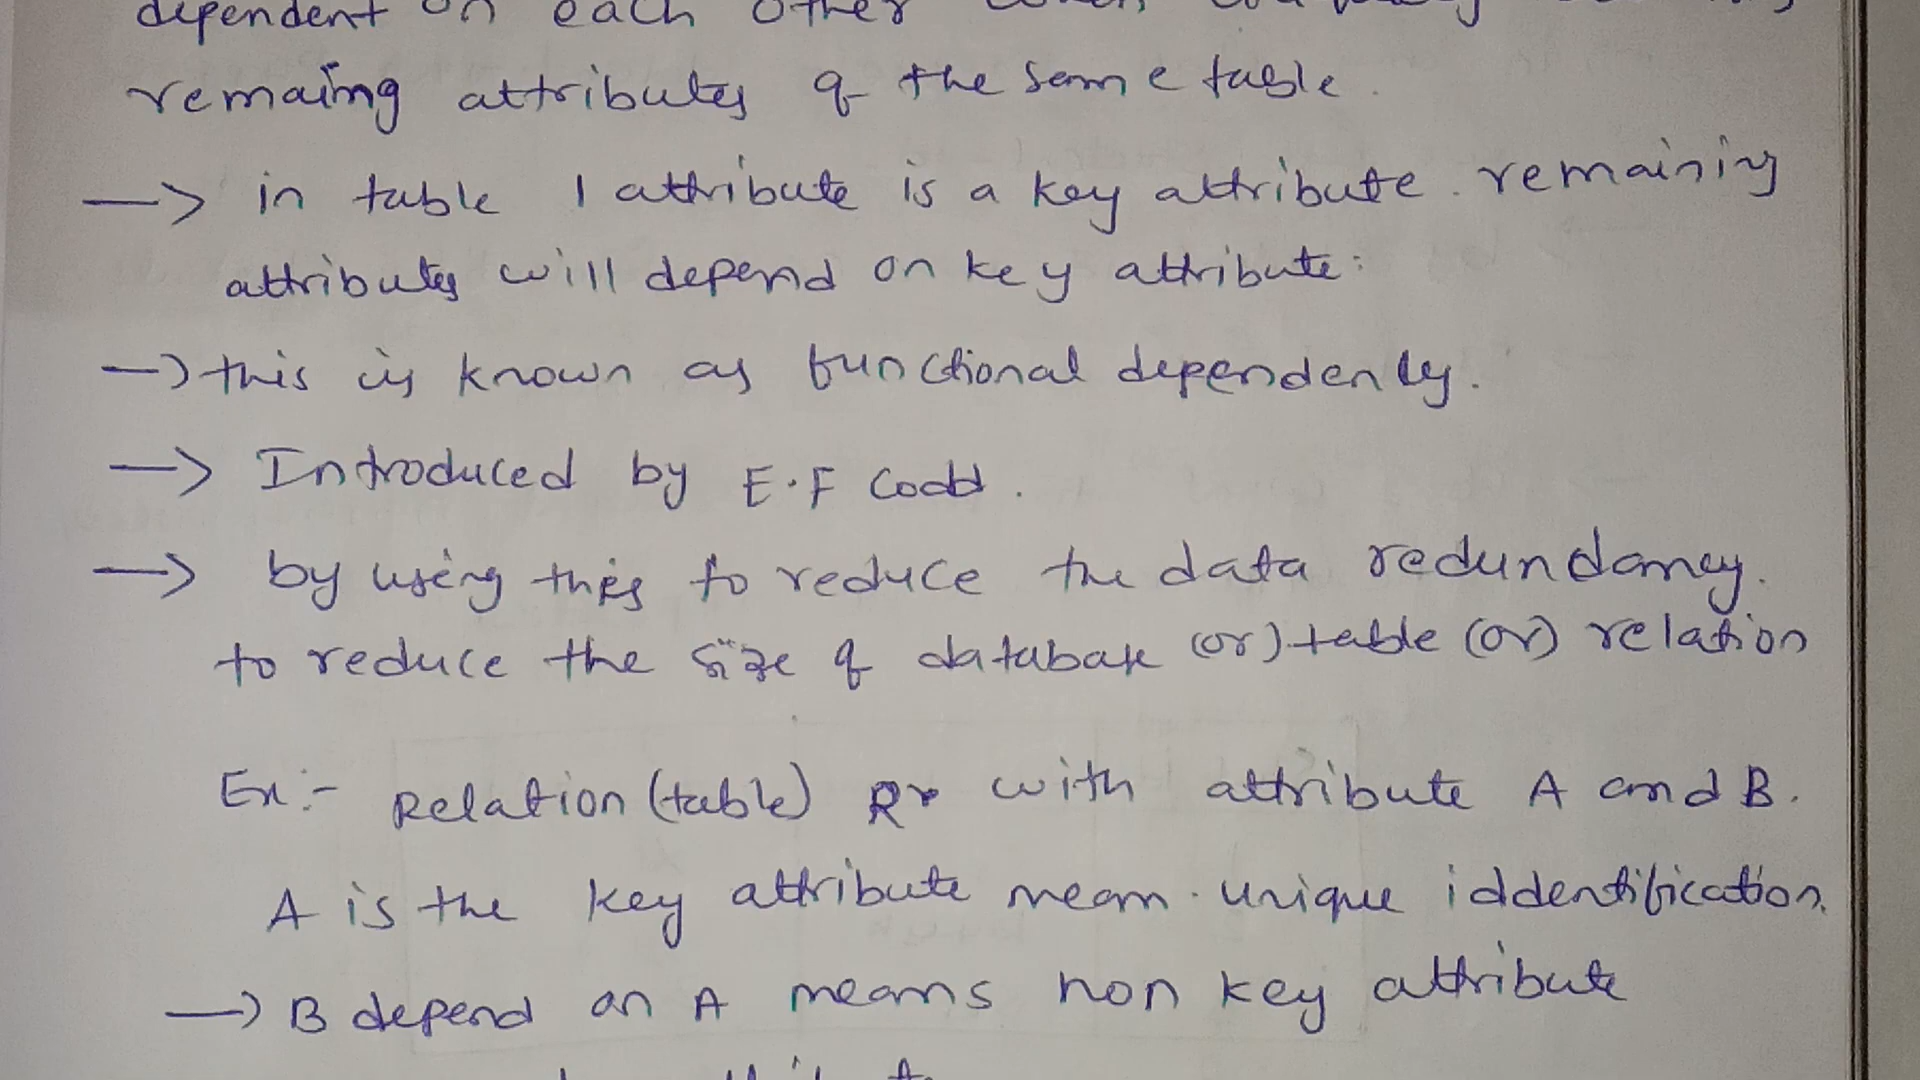 dependent on each other
remaing attributes of the same table.
—> in table 1 attribute is a key attribute. remaining
attributes will depend on key attribute.
—> this is known as functional dependenly.
—> Introduced by E.F Codd.
—> by using this to reduce the data redundancy.
to reduce the size of database (or) table (or) relation
Ex:- Relation (table) Rr with attribute A and B.
A is the key attribute mean. unique iddentification.
—> B depend on A means non key attribute